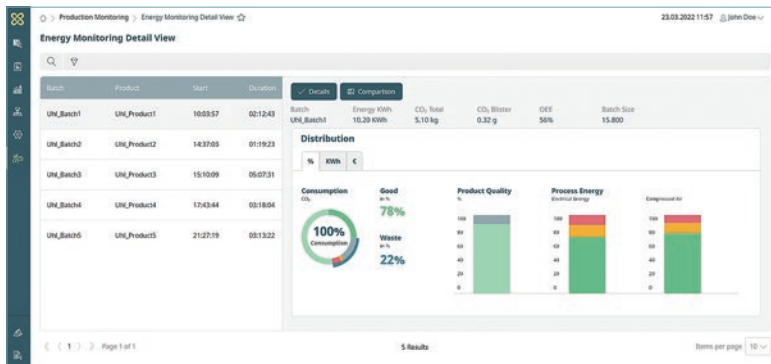 Production Monitoring > Energy Monitoring Detail View
23.03.2022 11:57 John Doe
Energy Monitoring Detail View
Batch Product Start Duration
Uhl_Batch1 Uhl_Product1 10:03:57 02:12:43
Uhl_Batch2 Uhl_Product2 14:37:03 01:19:23
Uhl_Batch3 Uhl_Product3 15:10:09 05:07:31
Uhl_Batch4 Uhl_Product4 17:43:44 03:18:04
Uhl_Batch5 Uhl_Product5 21:27:19 03:13:22
Details Comparison
Batch Energy KWh CO₂ Total CO₂ Blister OEE Batch Size
Uhl_Batch1 10.20 KWh 5,10 kg 0.32 g 56% 15.800
Distribution
% KWh €
Consumption
CO₂
100%
Consumption
Good
in %
78%
Waste
in %
22%
Product Quality
%
100
80
60
40
20
0
Process Energy
Electrical Energy
100
80
60
40
20
0
Compressed Air
100
80
60
40
20
0
1 Page 1 of 1
5 Results
Items per page 10